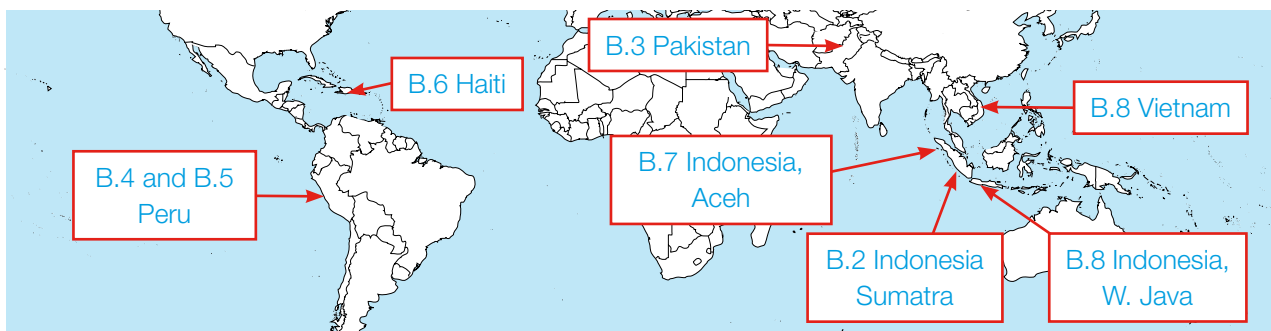 B.3 Pakistan
B.6 Haiti
B.8 Vietnam
B.4 and B.5
Peru
B.7 Indonesia,
Aceh
B.2 Indonesia
Sumatra
B.8 Indonesia,
W. Java